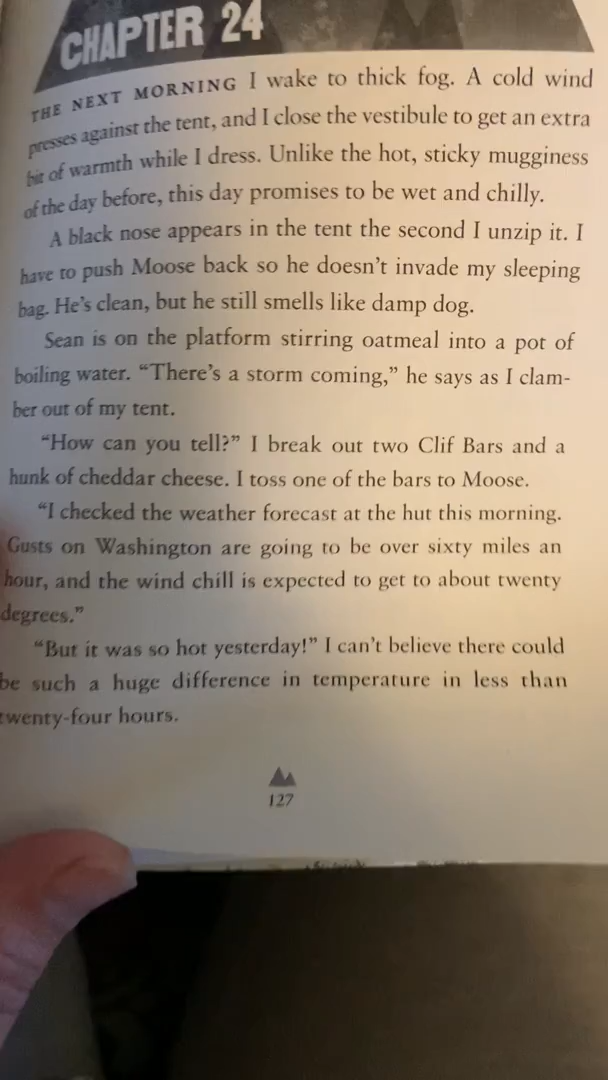 CHAPTER 24
THE NEXT MORNING I wake to thick fog. A cold wind
presses against the tent, and I close the vestibule to get an extra
bit of warmth while I dress. Unlike the hot, sticky mugginess
of the day before, this day promises to be wet and chilly.
A black nose appears in the tent the second I unzip it. I
have to push Moose back so he doesn’t invade my sleeping
bag. He’s clean, but he still smells like damp dog.
Sean is on the platform stirring oatmeal into a pot of
boiling water. “There’s a storm coming,” he says as I clam-
ber out of my tent.
“How can you tell?” I break out two Clif Bars and a
hunk of cheddar cheese. I toss one of the bars to Moose.
“I checked the weather forecast at the hut this morning.
Gusts on Washington are going to be over sixty miles an
hour, and the wind chill is expected to get to about twenty
degrees.”
“But it was so hot yesterday!” I can’t believe there could
be such a huge difference in temperature in less than
twenty-four hours.
127